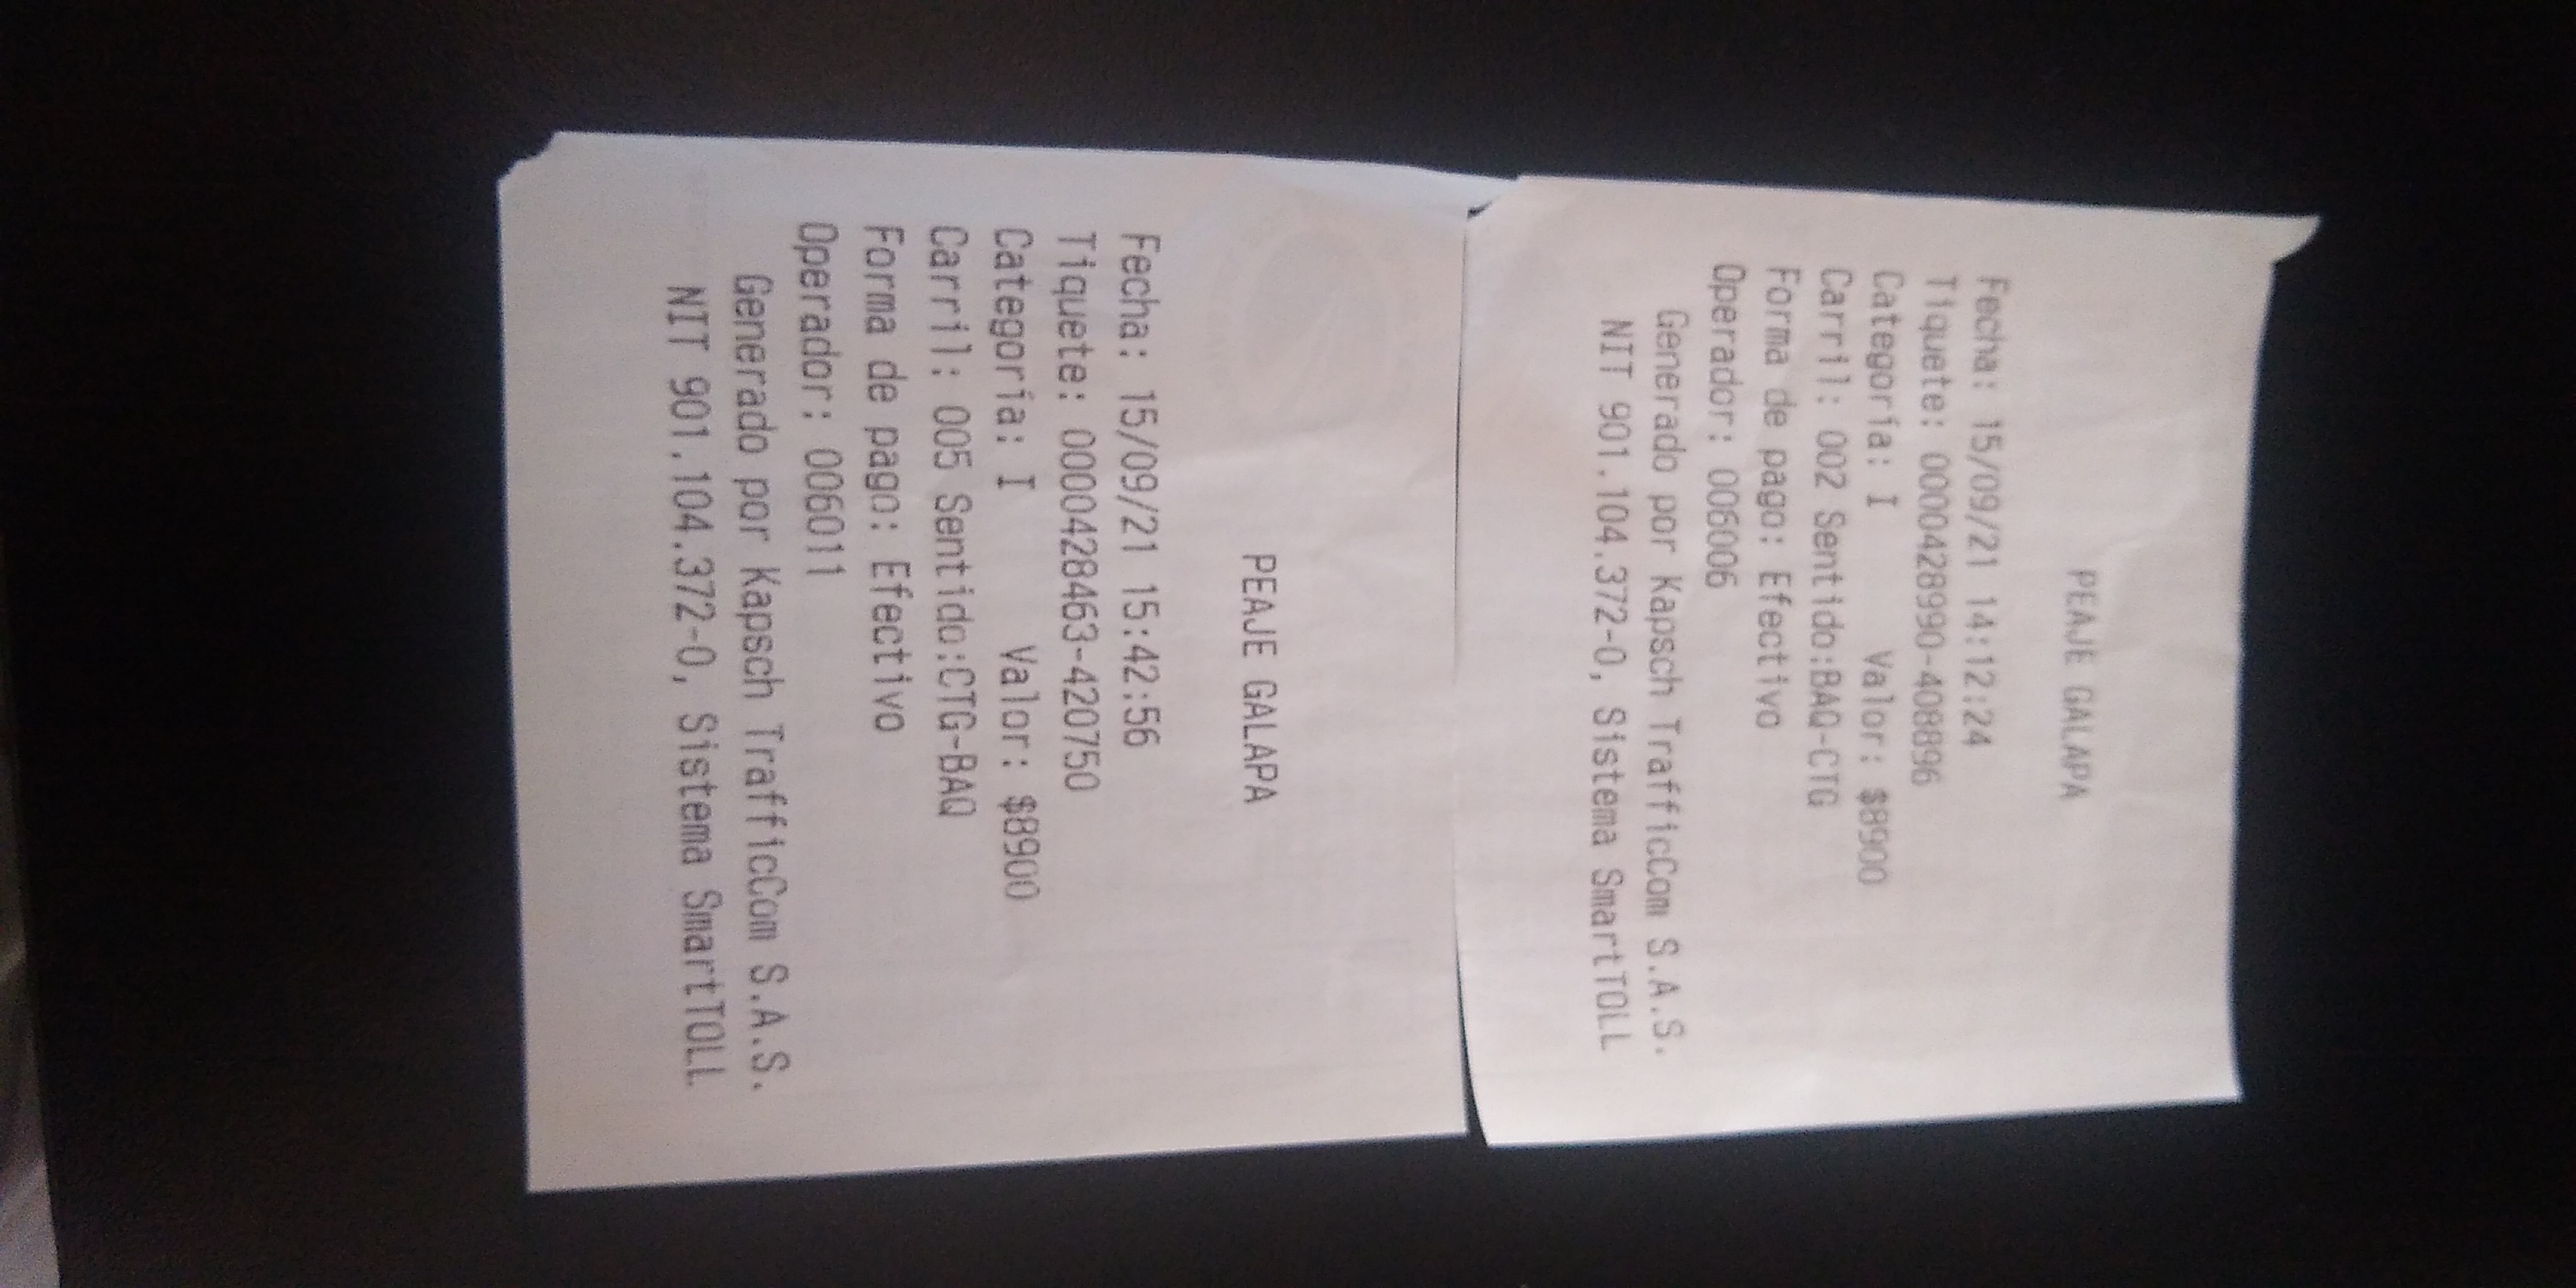 PEAJE GALAPA
Fecha: 15/09/21 14:12:24
Tiquete: 0000428990-408896
Categoría: I Valor: $8900
Carril: 002 Sentido:BAQ-CTG
Forma de pago: Efectivo
Operador: 006006
Generado por Kapsch TrafficCom S.A.S.
NIT 901.104.372-0, Sistema SmartTOLL
PEAJE GALAPA
Fecha: 15/09/21 15:42:56
Tiquete: 0000428463-420750
Categoría: I Valor: $8900
Carril: 005 Sentido:CTG-BAQ
Forma de pago: Efectivo
Operador: 006011
Generado por Kapsch TrafficCom S.A.S.
NIT 901.104.372-0, Sistema SmartTOLL